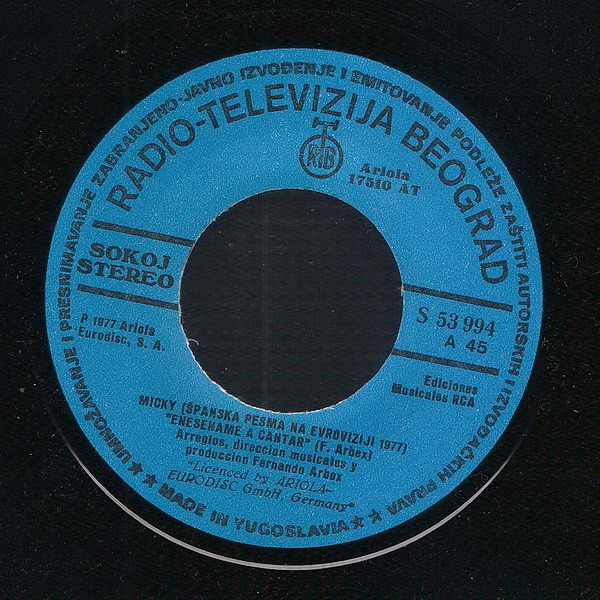 UMNOŽAVANJE I PRESNIMAVANJE ZABRANJENO-JAVNO IZVOĐENJE I EMITOVANJE PODLEŽE ZAŠTITI AUTORSKIH I IZVOĐAČKIH PRAVA
RADIO-TELEVIZIJA BEOGRAD
RTB
Ariola
17510 AT
SOKOJ
STEREO
S 53 994
A 45
P 1977 Ariola
Eurodisc, S. A.
Ediciones
Musicales RCA
MICKY (ŠPANSKA PESMA NA EVROVIZIJI 1977)
"ENESEHAME A CANTAR" (F. Arbex)
Arreglos, direccion musicales y
produccion Fernando Arbex
"Licenced by ARIOLA-
EURODISC GmbH, Germany"
★★ MADE IN YUGOSLAVIA ★★